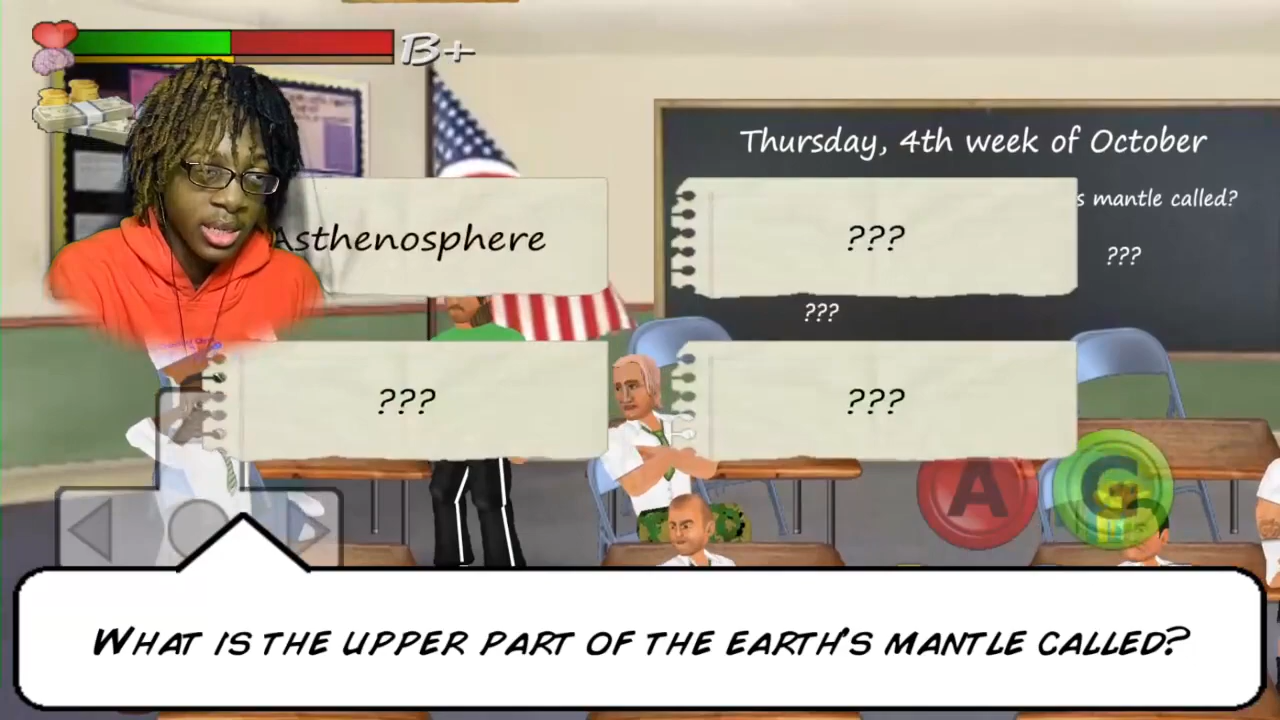 B+
Thursday, 4th week of October
s mantle called?
Asthenosphere
???
???
???
???
???
A
G
WHAT IS THE UPPER PART OF THE EARTH'S MANTLE CALLED?